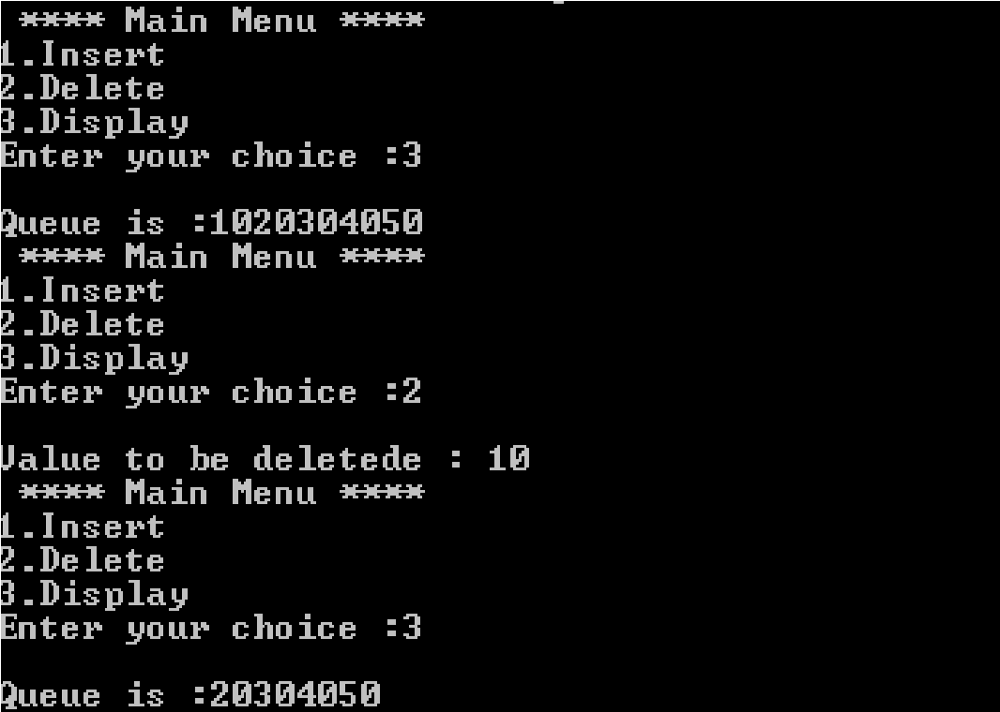 **** Main Menu ****
1.Insert
2.Delete
3.Display
Enter your choice :3
Queue is :1020304050
**** Main Menu ****
1.Insert
2.Delete
3.Display
Enter your choice :2
Value to be deletede : 10
**** Main Menu ****
1.Insert
2.Delete
3.Display
Enter your choice :3
Queue is :20304050